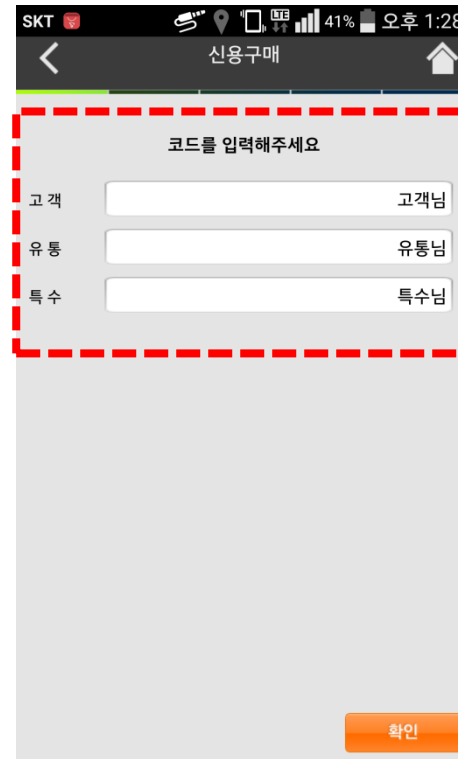 SKT LTE 41% 오후 1:28
신용구매
코드를 입력해주세요
고 객 고객님
유 통 유통님
특 수 특수님
확인